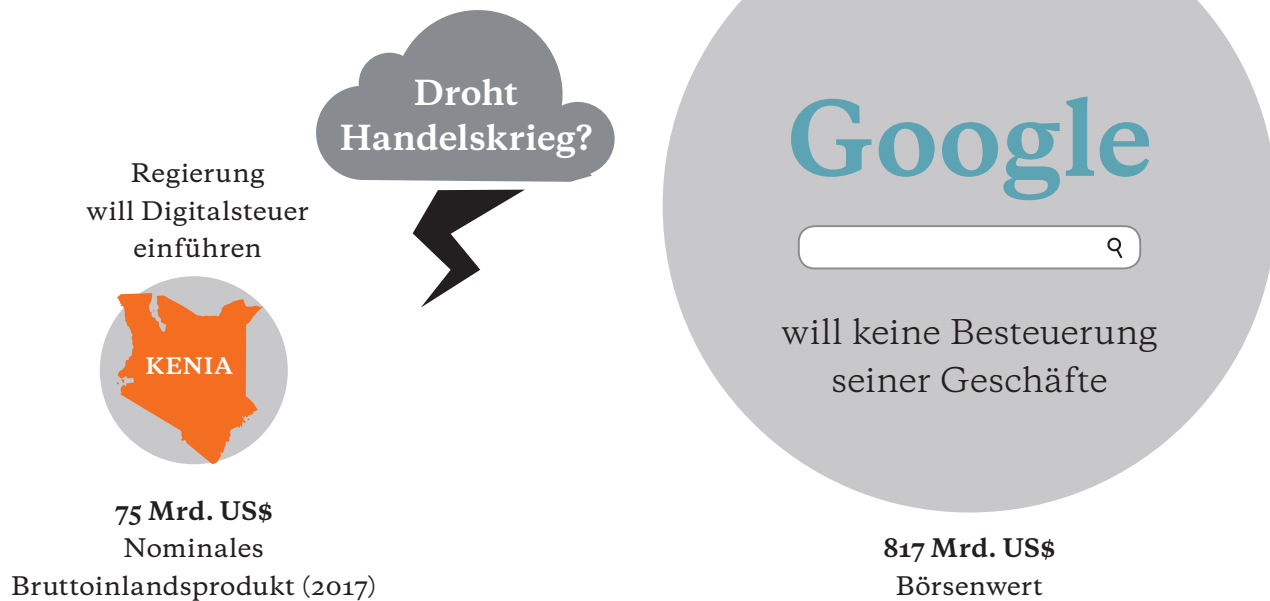 Droht
Handelskrieg?
Regierung
will Digitalsteuer
einführen
KENIA
75 Mrd. US$
Nominales
Bruttoinlandsprodukt (2017)
Google
will keine Besteuerung
seiner Geschäfte
817 Mrd. US$
Börsenwert